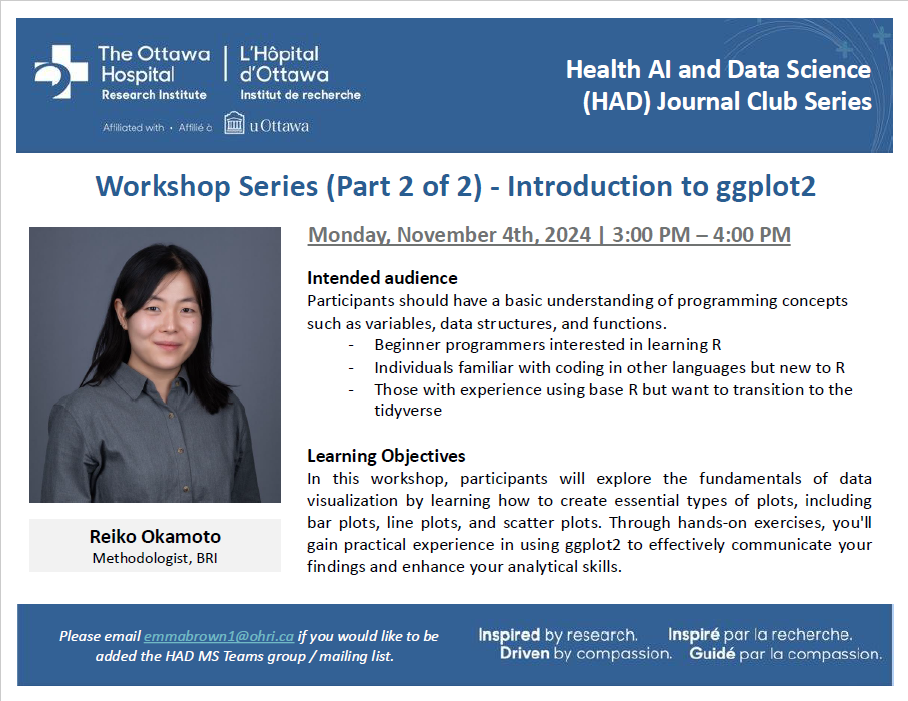 The Ottawa Hospital Research Institute
L'Hôpital d'Ottawa Institut de recherche
Affiliated with • Affilié à uOttawa
Health AI and Data Science
(HAD) Journal Club Series
Workshop Series (Part 2 of 2) - Introduction to ggplot2
Monday, November 4th, 2024 | 3:00 PM – 4:00 PM
Intended audience
Participants should have a basic understanding of programming concepts
such as variables, data structures, and functions.
- Beginner programmers interested in learning R
- Individuals familiar with coding in other languages but new to R
- Those with experience using base R but want to transition to the
tidyverse
Learning Objectives
In this workshop, participants will explore the fundamentals of data
visualization by learning how to create essential types of plots, including
bar plots, line plots, and scatter plots. Through hands-on exercises, you'll
gain practical experience in using ggplot2 to effectively communicate your
findings and enhance your analytical skills.
Reiko Okamoto
Methodologist, BRI
Please email emmabrown1@ohri.ca if you would like to be
added the HAD MS Teams group / mailing list.
Inspired by research.
Driven by compassion.
Inspiré par la recherche.
Guidé par la compassion.